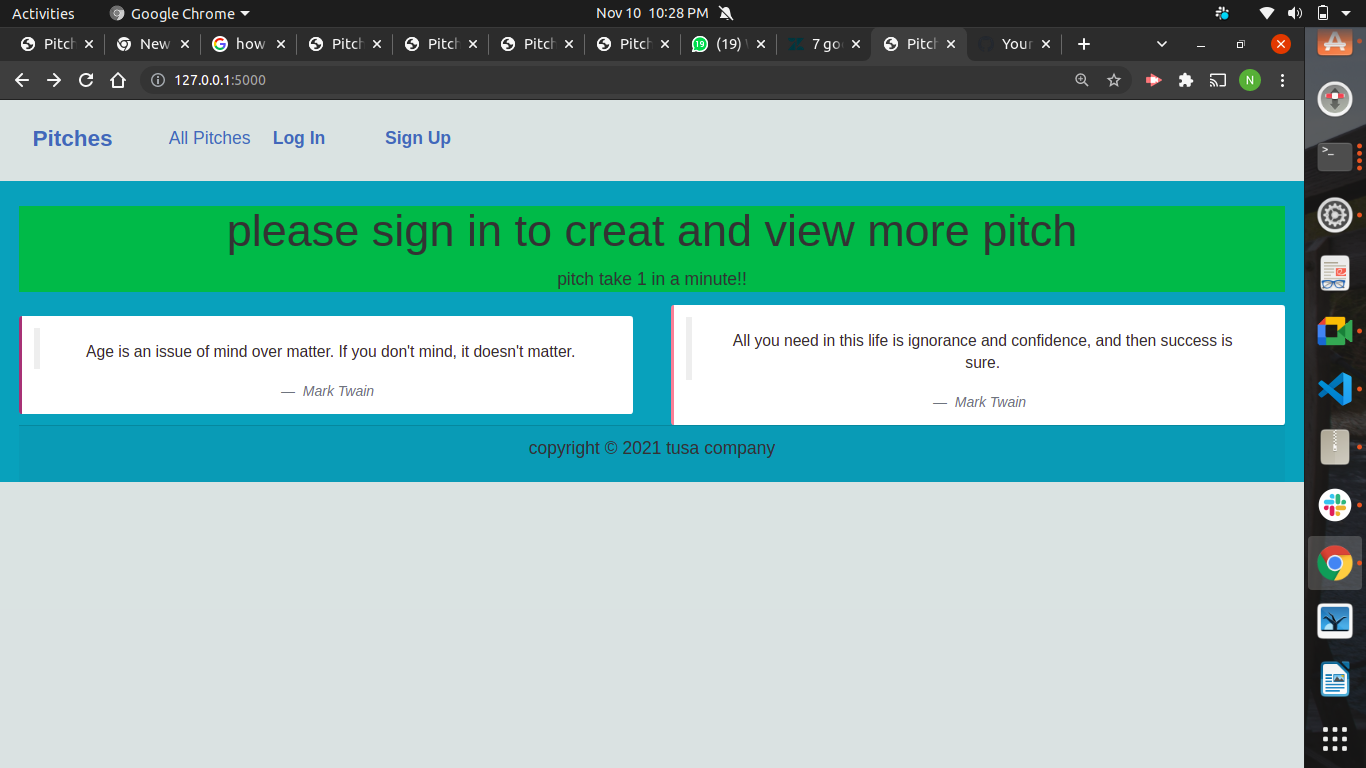 Activities Google Chrome Nov 10 10:28 PM
Pitch New how Pitch Pitch Pitch Pitch (19) 7 go Pitch Your
127.0.0.1:5000 N
Pitches All Pitches Log In Sign Up
please sign in to creat and view more pitch
pitch take 1 in a minute!!
Age is an issue of mind over matter. If you don't mind, it doesn't matter.
— Mark Twain
All you need in this life is ignorance and confidence, and then success is
sure.
— Mark Twain
copyright © 2021 tusa company